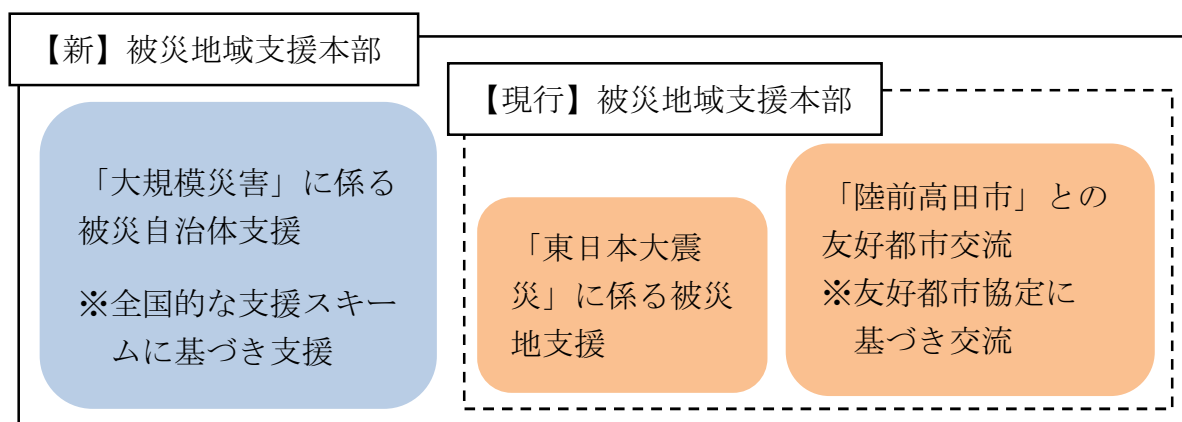 【新】被災地域支援本部
【現行】被災地域支援本部
「大規模災害」に係る
被災自治体支援
※全国的な支援スキー
ムに基づき支援
「東日本大震
災」に係る被災
地支援
「陸前高田市」との
友好都市交流
※友好都市協定に
基づき交流